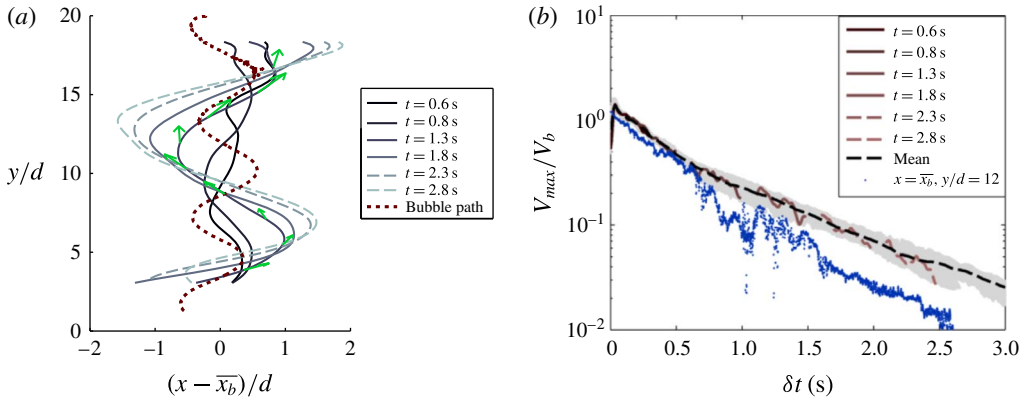 (a)
20
15
10
5
0
y/d
−2
−1
0
1
2
(x − x̅_b̅)/d
t = 0.6 s
t = 0.8 s
t = 1.3 s
t = 1.8 s
t = 2.3 s
t = 2.8 s
Bubble path
(b)
10^1
10^0
10^−1
10^−2
V_max/V_b
0
0.5
1.0
1.5
2.0
2.5
3.0
δt (s)
t = 0.6 s
t = 0.8 s
t = 1.3 s
t = 1.8 s
t = 2.3 s
t = 2.8 s
Mean
x = x̅_b̅, y/d = 12